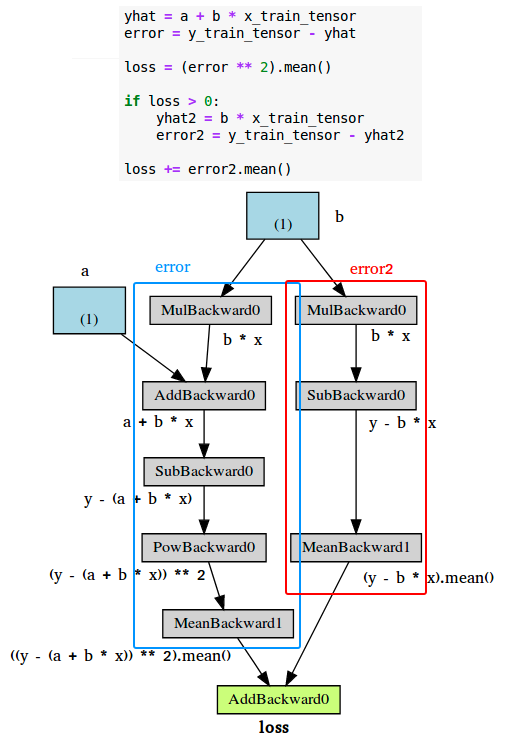 yhat = a + b * x_train_tensor
error = y_train_tensor - yhat
loss = (error ** 2).mean()
if loss > 0:
    yhat2 = b * x_train_tensor
    error2 = y_train_tensor - yhat2
loss += error2.mean()
(1)
b
error
error2
a
(1)
MulBackward0
MulBackward0
b * x
b * x
AddBackward0
SubBackward0
a + b * x
y - b * x
SubBackward0
y - (a + b * x)
PowBackward0
MeanBackward1
(y - (a + b * x)) ** 2
(y - b * x).mean()
MeanBackward1
((y - (a + b * x)) ** 2).mean()
AddBackward0
loss